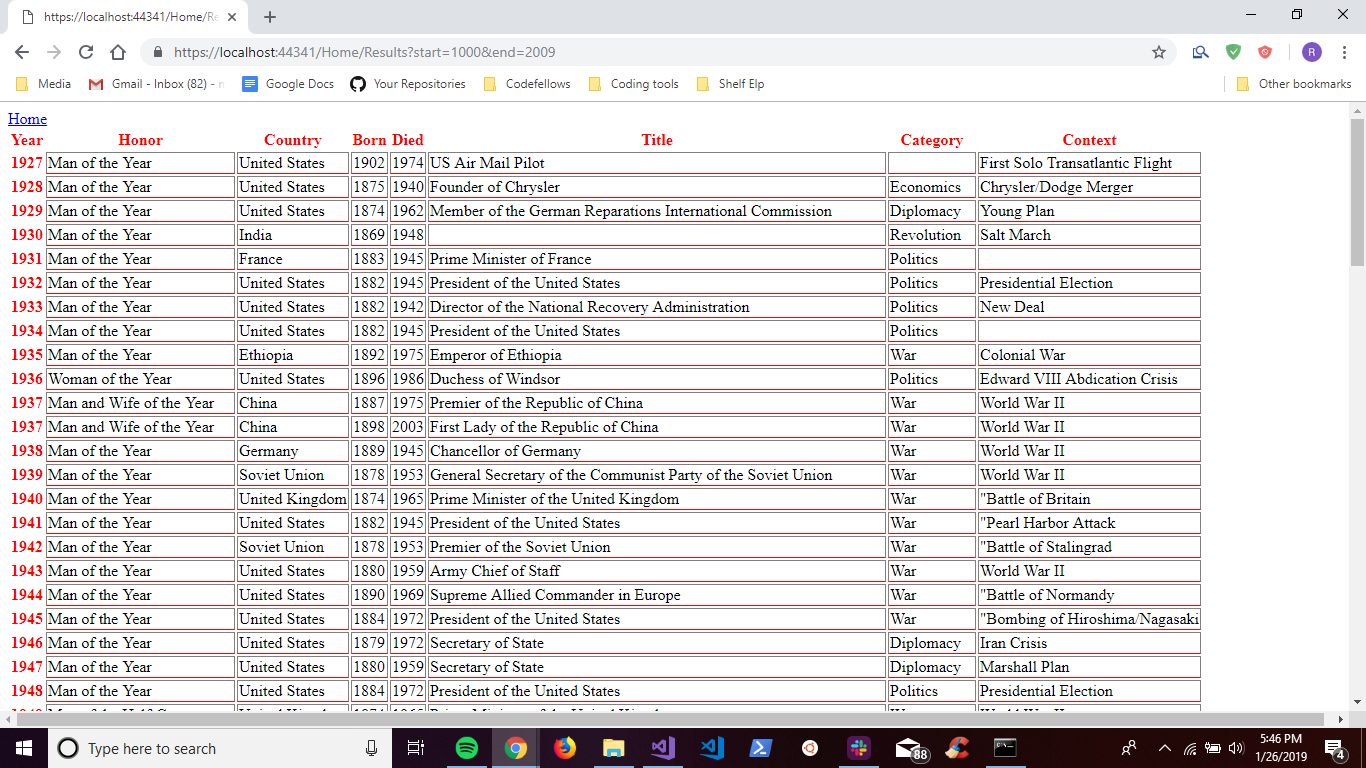 https://localhost:44341/Home/Re
https://localhost:44341/Home/Results?start=1000&end=2009
R
Media Gmail - Inbox (82) - Google Docs Your Repositories Codefellows Coding tools Shelf Elp Other bookmarks
Home
Year Honor Country Born Died Title Category Context
1927 Man of the Year United States 1902 1974 US Air Mail Pilot First Solo Transatlantic Flight
1928 Man of the Year United States 1875 1940 Founder of Chrysler Economics Chrysler/Dodge Merger
1929 Man of the Year United States 1874 1962 Member of the German Reparations International Commission Diplomacy Young Plan
1930 Man of the Year India 1869 1948 Revolution Salt March
1931 Man of the Year France 1883 1945 Prime Minister of France Politics
1932 Man of the Year United States 1882 1945 President of the United States Politics Presidential Election
1933 Man of the Year United States 1882 1942 Director of the National Recovery Administration Politics New Deal
1934 Man of the Year United States 1882 1945 President of the United States Politics
1935 Man of the Year Ethiopia 1892 1975 Emperor of Ethiopia War Colonial War
1936 Woman of the Year United States 1896 1986 Duchess of Windsor Politics Edward VIII Abdication Crisis
1937 Man and Wife of the Year China 1887 1975 Premier of the Republic of China War World War II
1937 Man and Wife of the Year China 1898 2003 First Lady of the Republic of China War World War II
1938 Man of the Year Germany 1889 1945 Chancellor of Germany War World War II
1939 Man of the Year Soviet Union 1878 1953 General Secretary of the Communist Party of the Soviet Union War World War II
1940 Man of the Year United Kingdom 1874 1965 Prime Minister of the United Kingdom War "Battle of Britain
1941 Man of the Year United States 1882 1945 President of the United States War "Pearl Harbor Attack
1942 Man of the Year Soviet Union 1878 1953 Premier of the Soviet Union War "Battle of Stalingrad
1943 Man of the Year United States 1880 1959 Army Chief of Staff War World War II
1944 Man of the Year United States 1890 1969 Supreme Allied Commander in Europe War "Battle of Normandy
1945 Man of the Year United States 1884 1972 President of the United States War "Bombing of Hiroshima/Nagasaki
1946 Man of the Year United States 1879 1972 Secretary of State Diplomacy Iran Crisis
1947 Man of the Year United States 1880 1959 Secretary of State Diplomacy Marshall Plan
1948 Man of the Year United States 1884 1972 President of the United States Politics Presidential Election
Type here to search 88 5:46 PM
1/26/2019 4